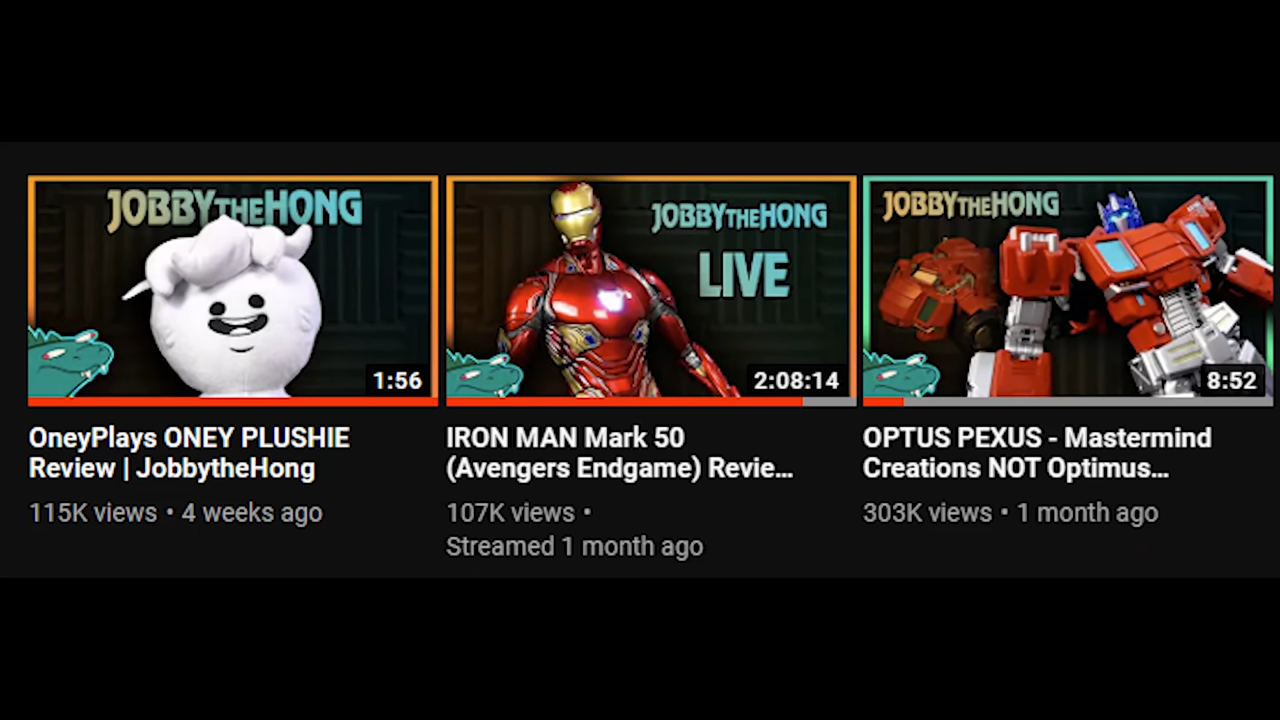 JOBBYTHEHONG
1:56
OneyPlays ONEY PLUSHIE
Review | JobbytheHong
115K views • 4 weeks ago
JOBBYTHEHONG
LIVE
2:08:14
IRON MAN Mark 50
(Avengers Endgame) Revie...
107K views •
Streamed 1 month ago
JOBBYTHEHONG
8:52
OPTUS PEXUS - Mastermind
Creations NOT Optimus...
303K views • 1 month ago